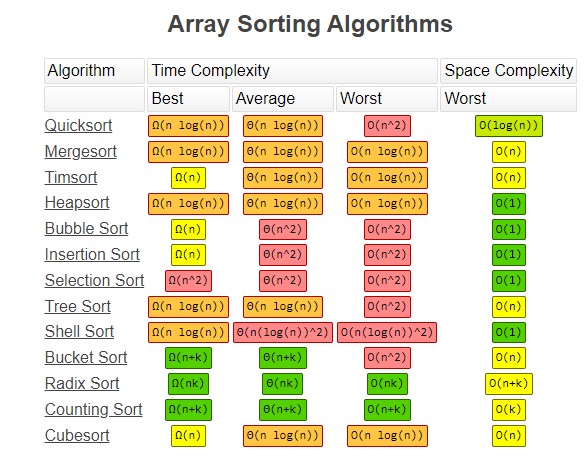 Array Sorting Algorithms
Algorithm Time Complexity Space Complexity
Best Average Worst Worst
Quicksort Ω(n log(n)) Θ(n log(n)) O(n^2) O(log(n))
Mergesort Ω(n log(n)) Θ(n log(n)) O(n log(n)) O(n)
Timsort Ω(n) Θ(n log(n)) O(n log(n)) O(n)
Heapsort Ω(n log(n)) Θ(n log(n)) O(n log(n)) O(1)
Bubble Sort Ω(n) Θ(n^2) O(n^2) O(1)
Insertion Sort Ω(n) Θ(n^2) O(n^2) O(1)
Selection Sort Ω(n^2) Θ(n^2) O(n^2) O(1)
Tree Sort Ω(n log(n)) Θ(n log(n)) O(n^2) O(n)
Shell Sort Ω(n log(n)) Θ(n(log(n))^2) O(n(log(n))^2) O(1)
Bucket Sort Ω(n+k) Θ(n+k) O(n^2) O(n)
Radix Sort Ω(nk) Θ(nk) O(nk) O(n+k)
Counting Sort Ω(n+k) Θ(n+k) O(n+k) O(k)
Cubesort Ω(n) Θ(n log(n)) O(n log(n)) O(n)